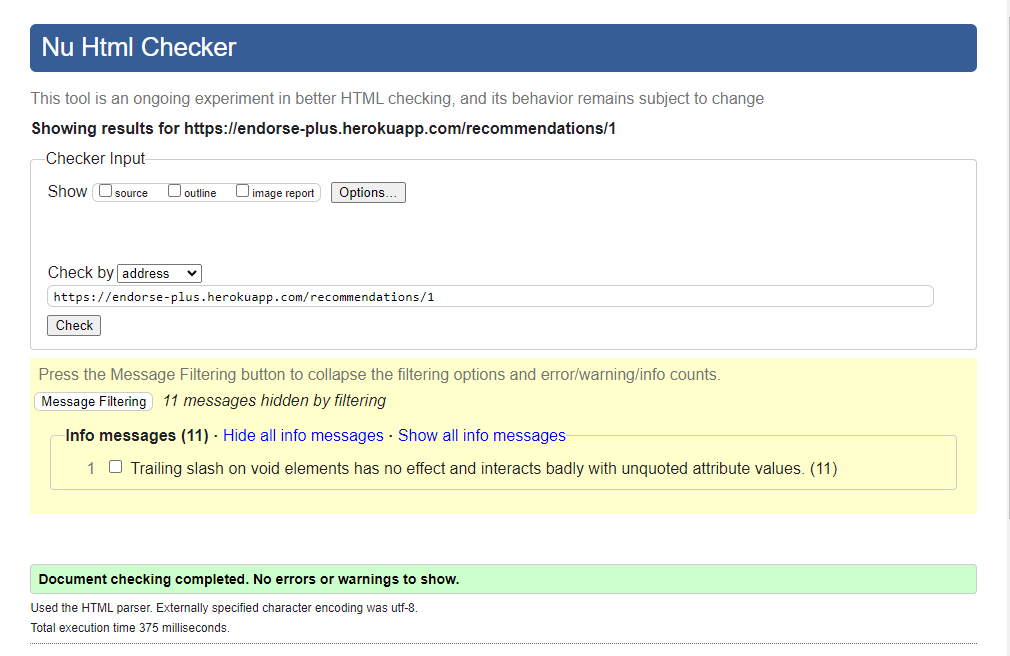 Nu Html Checker
This tool is an ongoing experiment in better HTML checking, and its behavior remains subject to change
Showing results for https://endorse-plus.herokuapp.com/recommendations/1
Checker Input
Show source outline image report Options...
Check by address
https://endorse-plus.herokuapp.com/recommendations/1
Check
Press the Message Filtering button to collapse the filtering options and error/warning/info counts.
Message Filtering 11 messages hidden by filtering
Info messages (11) · Hide all info messages · Show all info messages
1 Trailing slash on void elements has no effect and interacts badly with unquoted attribute values. (11)
Document checking completed. No errors or warnings to show.
Used the HTML parser. Externally specified character encoding was utf-8.
Total execution time 375 milliseconds.